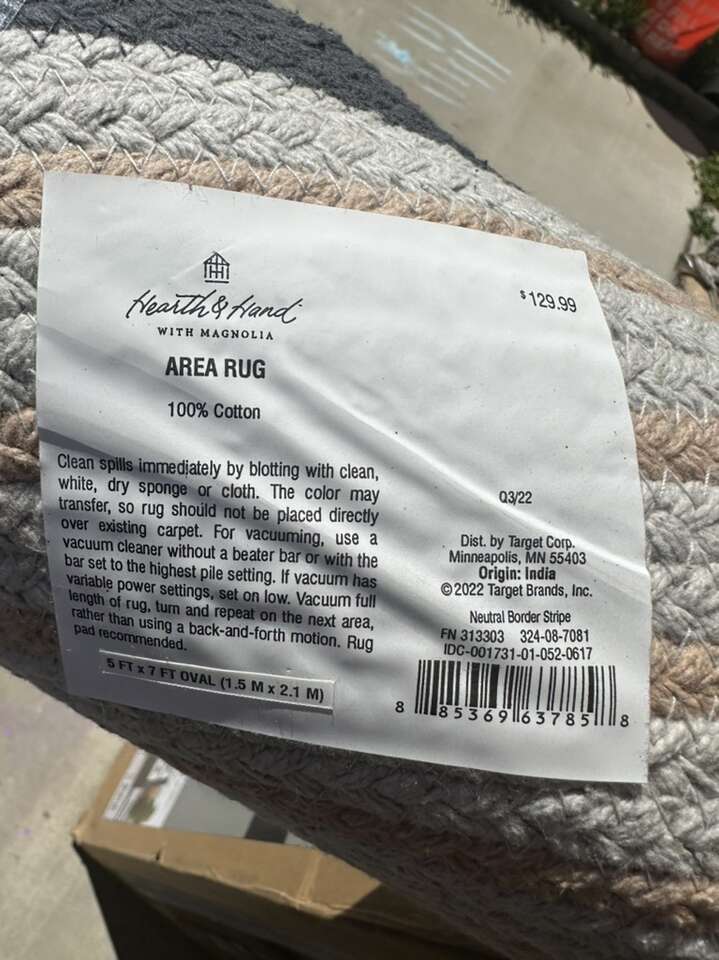 Hearth & Hand
WITH MAGNOLIA
AREA RUG
100% Cotton
Clean spills immediately by blotting with clean,
white, dry sponge or cloth. The color may
transfer, so rug should not be placed directly
over existing carpet. For vacuuming, use a
vacuum cleaner without a beater bar or with the
bar set to the highest pile setting. If vacuum has
variable power settings, set on low. Vacuum full
length of rug, turn and repeat on the next area,
rather than using a back-and-forth motion. Rug
pad recommended.
5 FT x 7 FT OVAL (1.5 M x 2.1 M)
$129.99
Q3/22
Dist. by Target Corp.
Minneapolis, MN 55403
Origin: India
©2022 Target Brands, Inc.
Neutral Border Stripe
FN 313303 324-08-7081
IDC-001731-01-052-0617
8 85369 63785 8